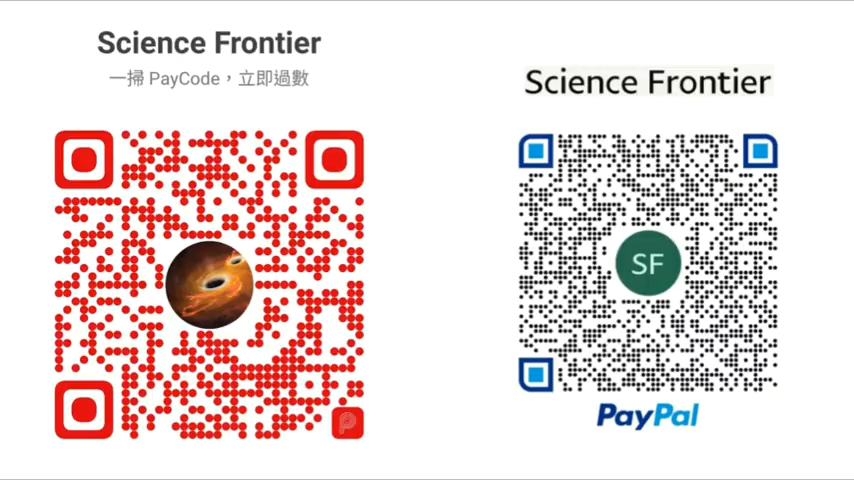 Science Frontier
一掃 PayCode，立即過數
Science Frontier
SF
PayPal